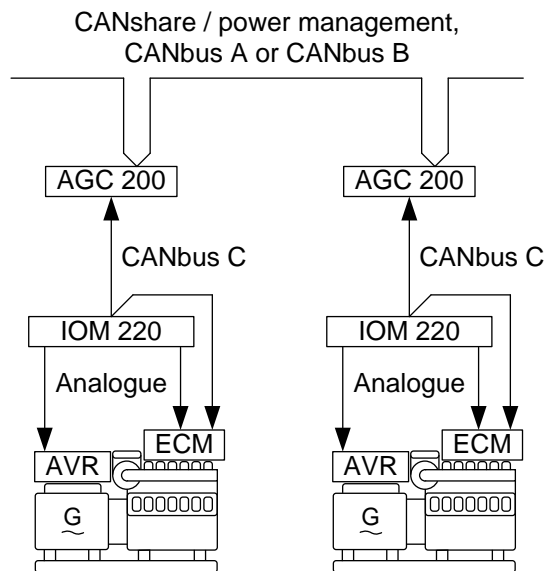 CANshare / power management,
CANbus A or CANbus B
AGC 200
AGC 200
CANbus C
CANbus C
IOM 220
IOM 220
Analogue
Analogue
ECM
ECM
AVR
AVR
G
G